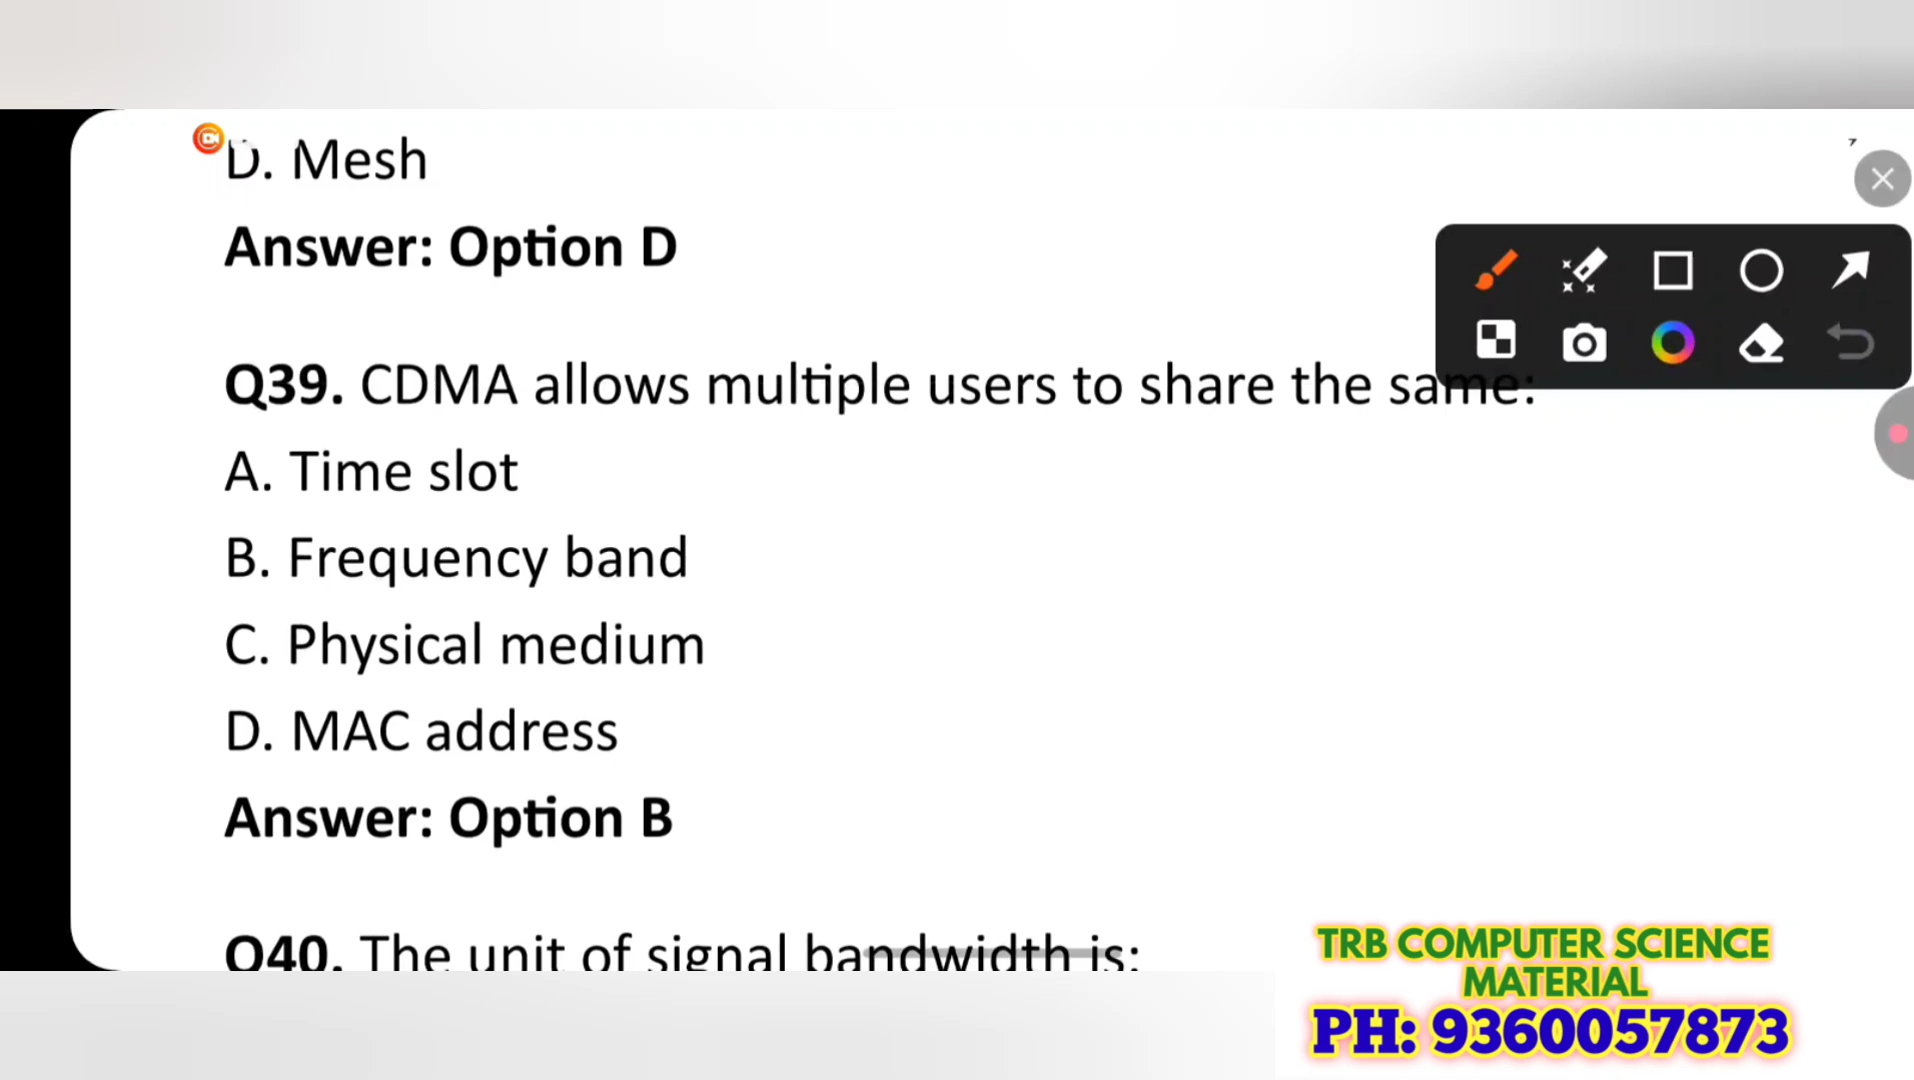 D. Mesh
Answer: Option D
Q39. CDMA allows multiple users to share the same:
A. Time slot
B. Frequency band
C. Physical medium
D. MAC address
Answer: Option B
Q40. The unit of signal bandwidth is:
TRB COMPUTER SCIENCE
MATERIAL
PH: 9360057873